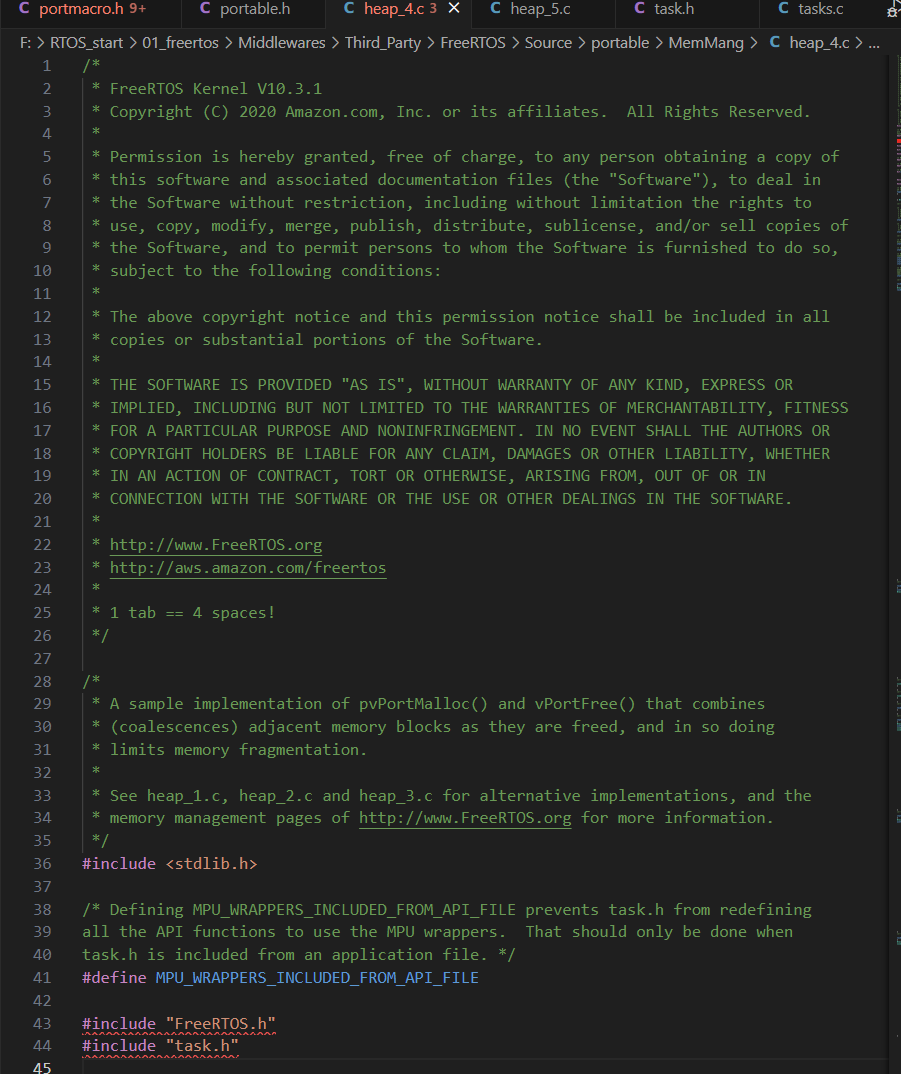 portmacro.h 9+ C portable.h C heap_4.c 3 × C heap_5.c C task.h C tasks.c
F: > RTOS_start > 01_freertos > Middlewares > Third_Party > FreeRTOS > Source > portable > MemMang > C heap_4.c > ...
1 /*
2 * FreeRTOS Kernel V10.3.1
3 * Copyright (C) 2020 Amazon.com, Inc. or its affiliates.  All Rights Reserved.
4 *
5 * Permission is hereby granted, free of charge, to any person obtaining a copy of
6 * this software and associated documentation files (the "Software"), to deal in
7 * the Software without restriction, including without limitation the rights to
8 * use, copy, modify, merge, publish, distribute, sublicense, and/or sell copies of
9 * the Software, and to permit persons to whom the Software is furnished to do so,
10 * subject to the following conditions:
11 *
12 * The above copyright notice and this permission notice shall be included in all
13 * copies or substantial portions of the Software.
14 *
15 * THE SOFTWARE IS PROVIDED "AS IS", WITHOUT WARRANTY OF ANY KIND, EXPRESS OR
16 * IMPLIED, INCLUDING BUT NOT LIMITED TO THE WARRANTIES OF MERCHANTABILITY, FITNESS
17 * FOR A PARTICULAR PURPOSE AND NONINFRINGEMENT. IN NO EVENT SHALL THE AUTHORS OR
18 * COPYRIGHT HOLDERS BE LIABLE FOR ANY CLAIM, DAMAGES OR OTHER LIABILITY, WHETHER
19 * IN AN ACTION OF CONTRACT, TORT OR OTHERWISE, ARISING FROM, OUT OF OR IN
20 * CONNECTION WITH THE SOFTWARE OR THE USE OR OTHER DEALINGS IN THE SOFTWARE.
21 *
22 * http://www.FreeRTOS.org
23 * http://aws.amazon.com/freertos
24 *
25 * 1 tab == 4 spaces!
26 */
27
28 /*
29 * A sample implementation of pvPortMalloc() and vPortFree() that combines
30 * (coalescences) adjacent memory blocks as they are freed, and in so doing
31 * limits memory fragmentation.
32 *
33 * See heap_1.c, heap_2.c and heap_3.c for alternative implementations, and the
34 * memory management pages of http://www.FreeRTOS.org for more information.
35 */
36 #include <stdlib.h>
37
38 /* Defining MPU_WRAPPERS_INCLUDED_FROM_API_FILE prevents task.h from redefining
39 all the API functions to use the MPU wrappers.  That should only be done when
40 task.h is included from an application file. */
41 #define MPU_WRAPPERS_INCLUDED_FROM_API_FILE
42
43 #include "FreeRTOS.h"
44 #include "task.h"
45